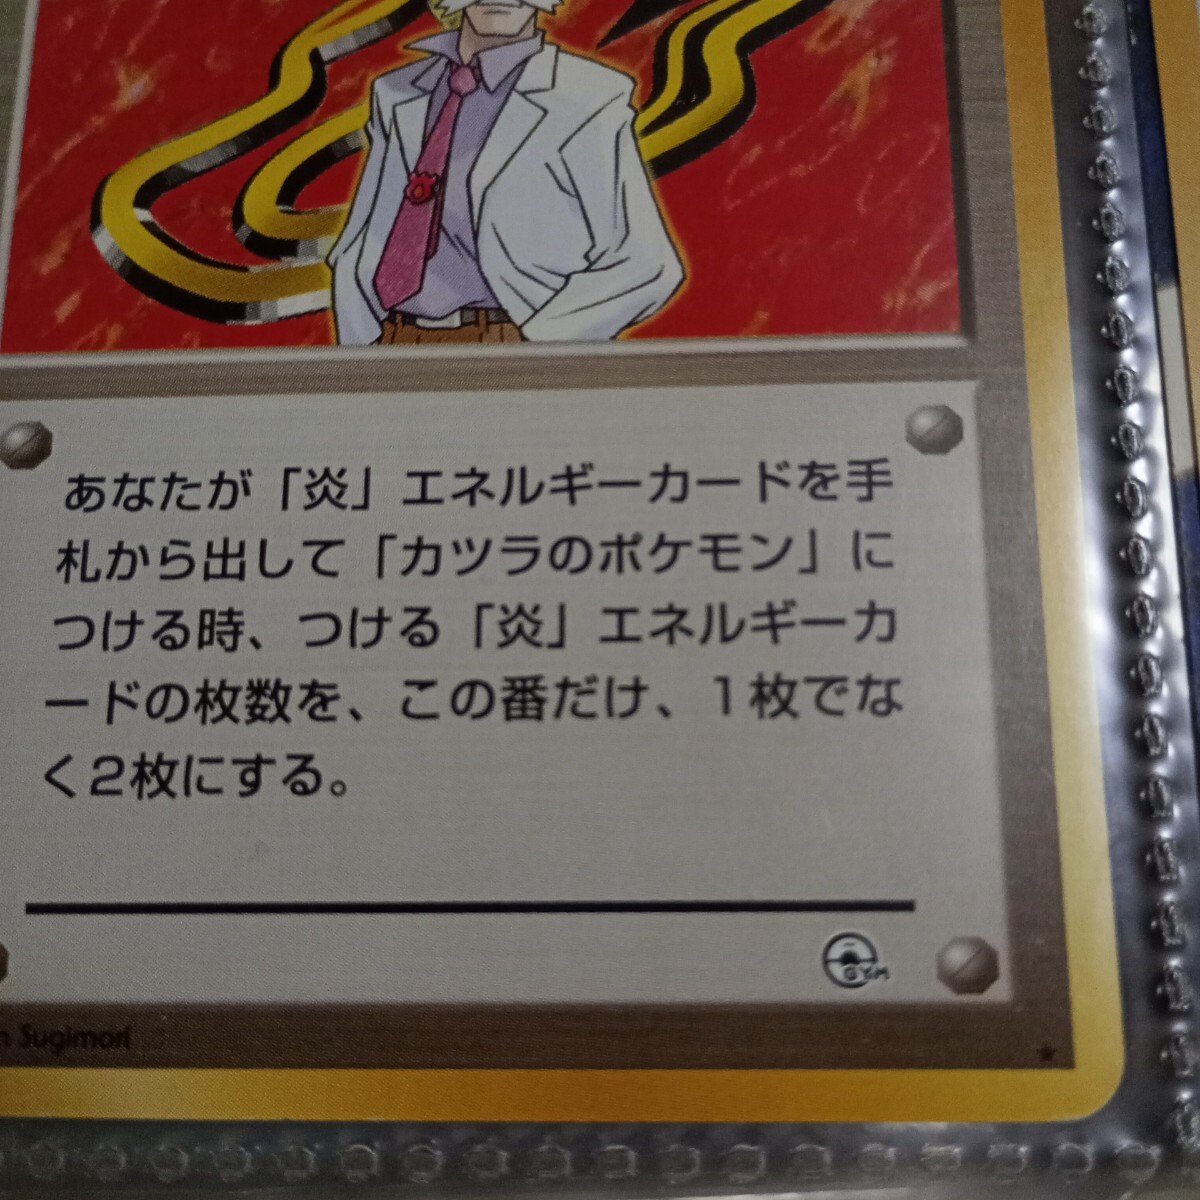 あなたが「炎」エネルギーカードを手
札から出して「カツラのポケモン」に
つける時、つける「炎」エネルギーカ
ードの枚数を、この番だけ、1枚でな
く2枚にする。
GYM
Sugimori
★